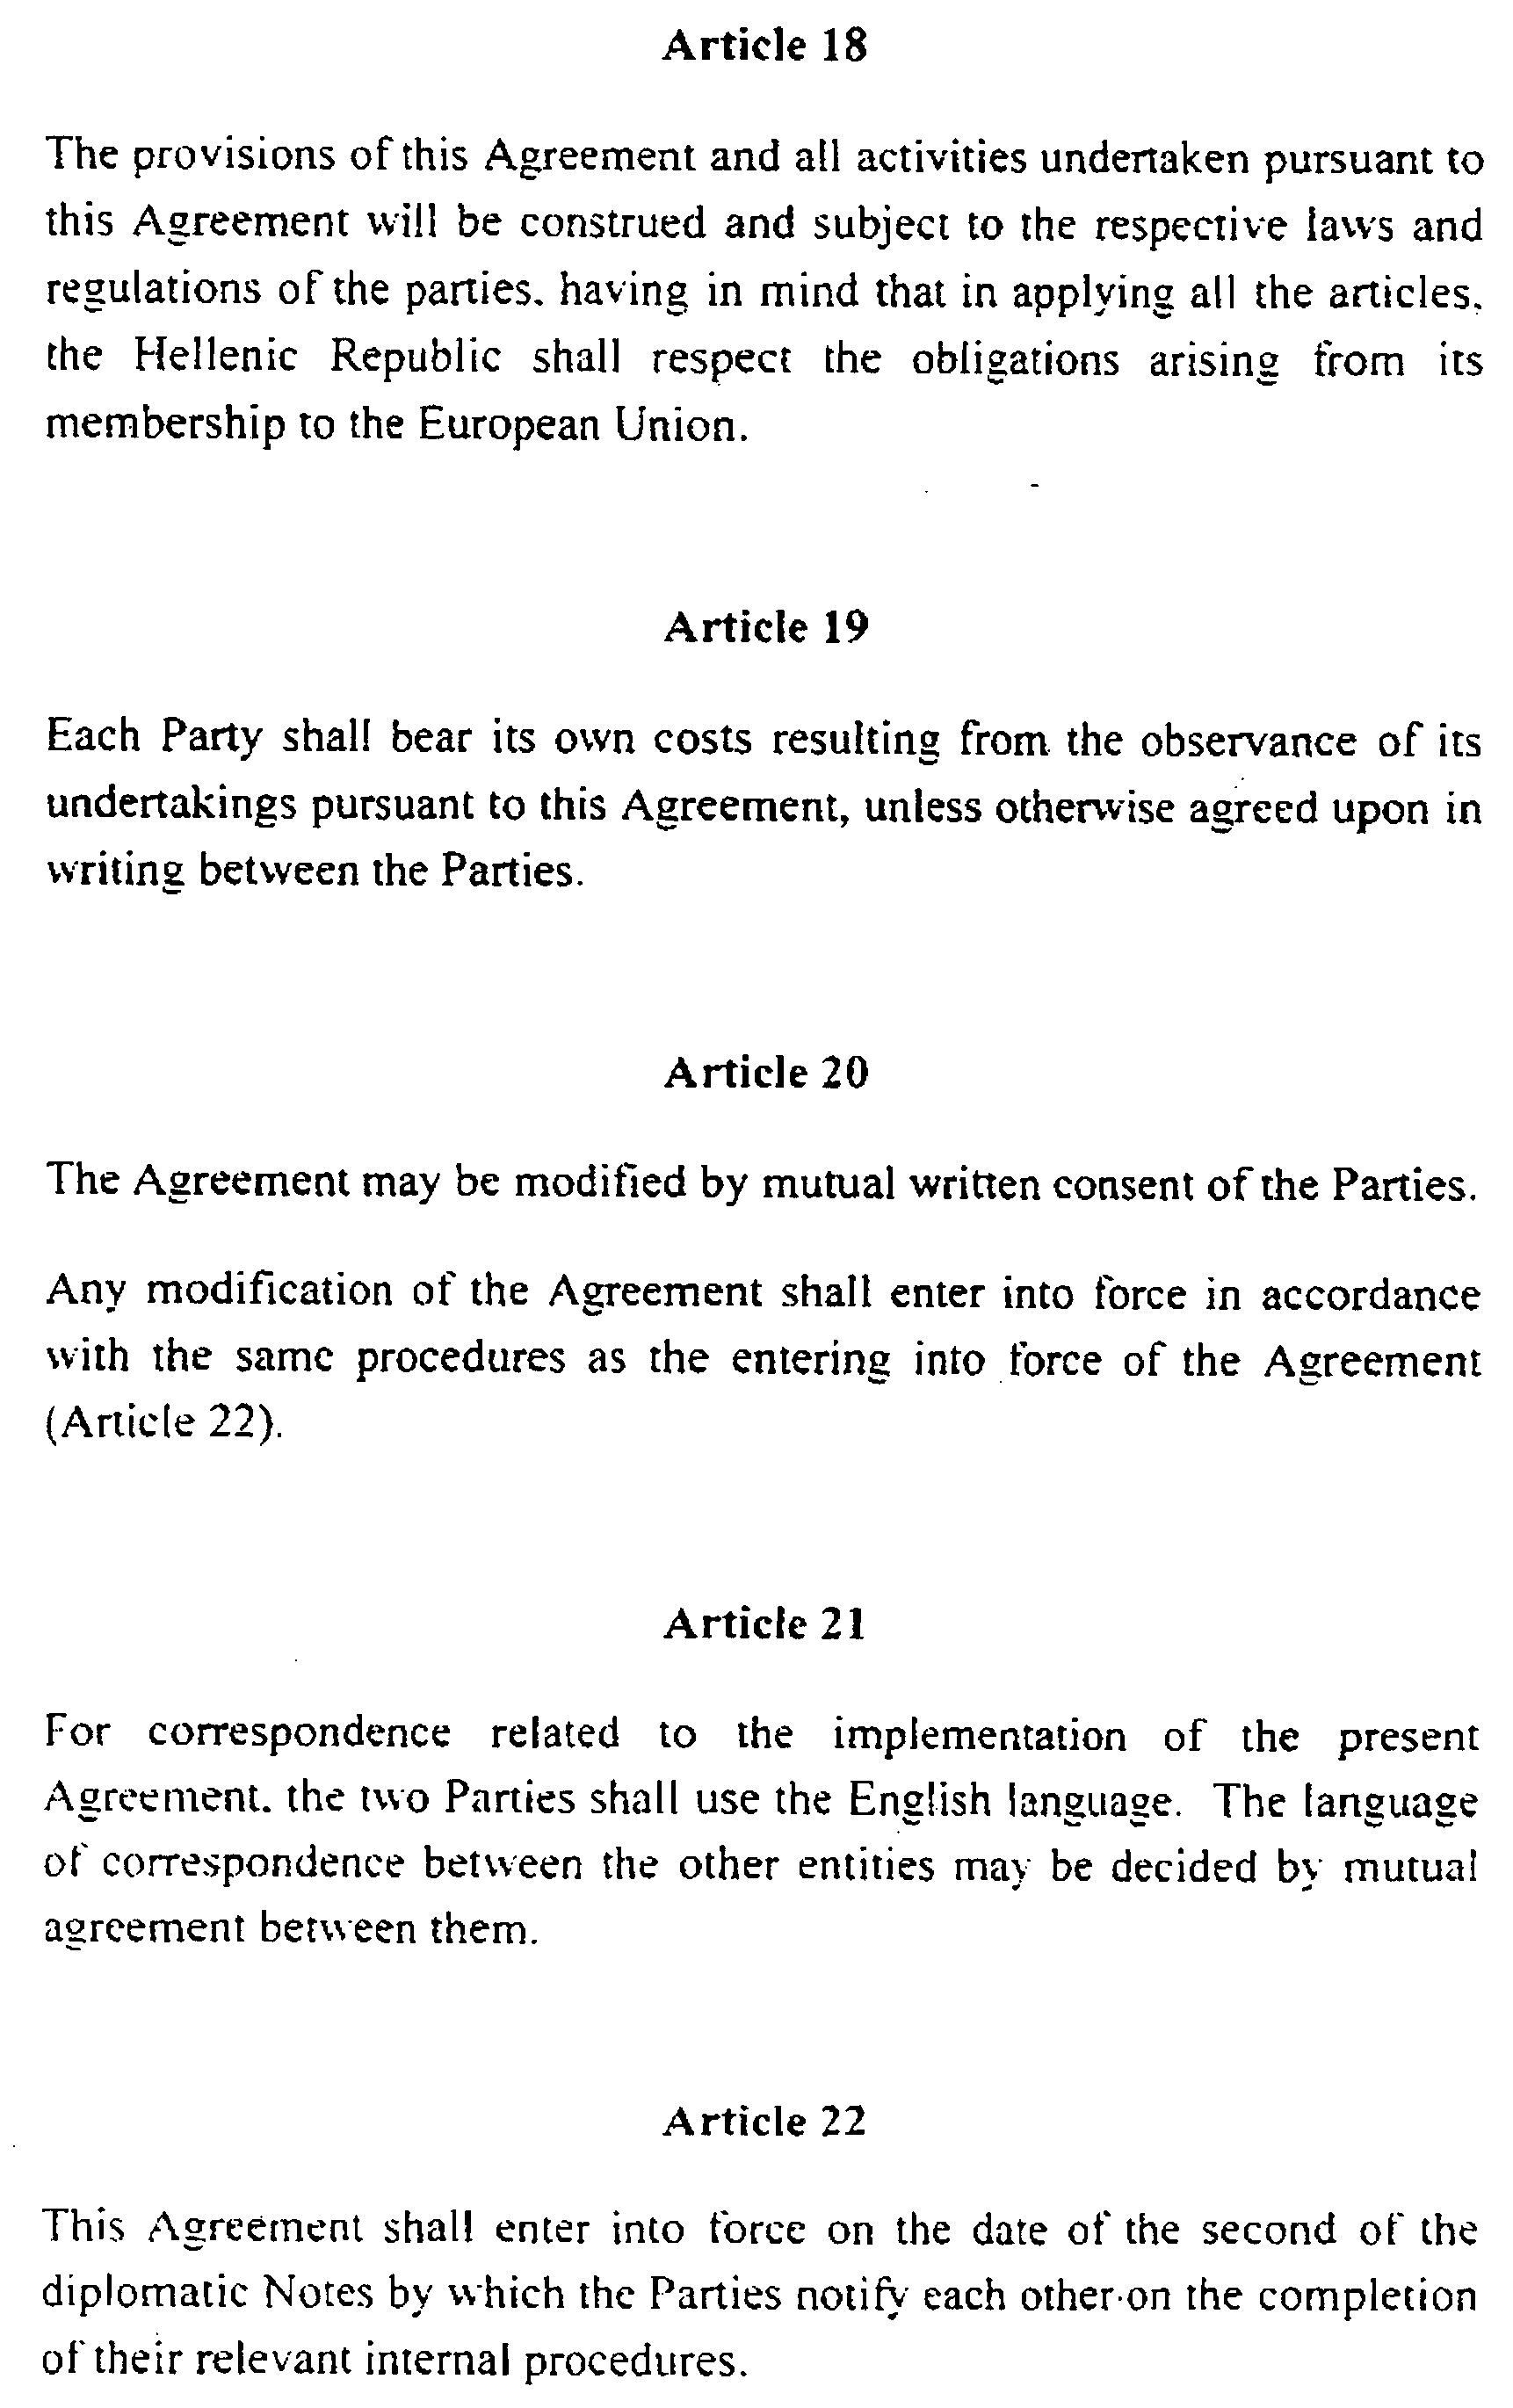 Article 18
The provisions of this Agreement and all activities undertaken pursuant to
this Agreement will be construed and subject to the respective laws and
regulations of the parties, having in mind that in applying all the articles,
the Hellenic Republic shall respect the obligations arising from its
membership to the European Union.
Article 19
Each Party shall bear its own costs resulting from the observance of its
undertakings pursuant to this Agreement, unless otherwise agreed upon in
writing between the Parties.
Article 20
The Agreement may be modified by mutual written consent of the Parties.
Any modification of the Agreement shall enter into force in accordance
with the same procedures as the entering into force of the Agreement
(Article 22).
Article 21
For correspondence related to the implementation of the present
Agreement, the two Parties shall use the English language. The language
of correspondence between the other entities may be decided by mutual
agreement between them.
Article 22
This Agreement shall enter into force on the date of the second of the
diplomatic Notes by which the Parties notify each other on the completion
of their relevant internal procedures.